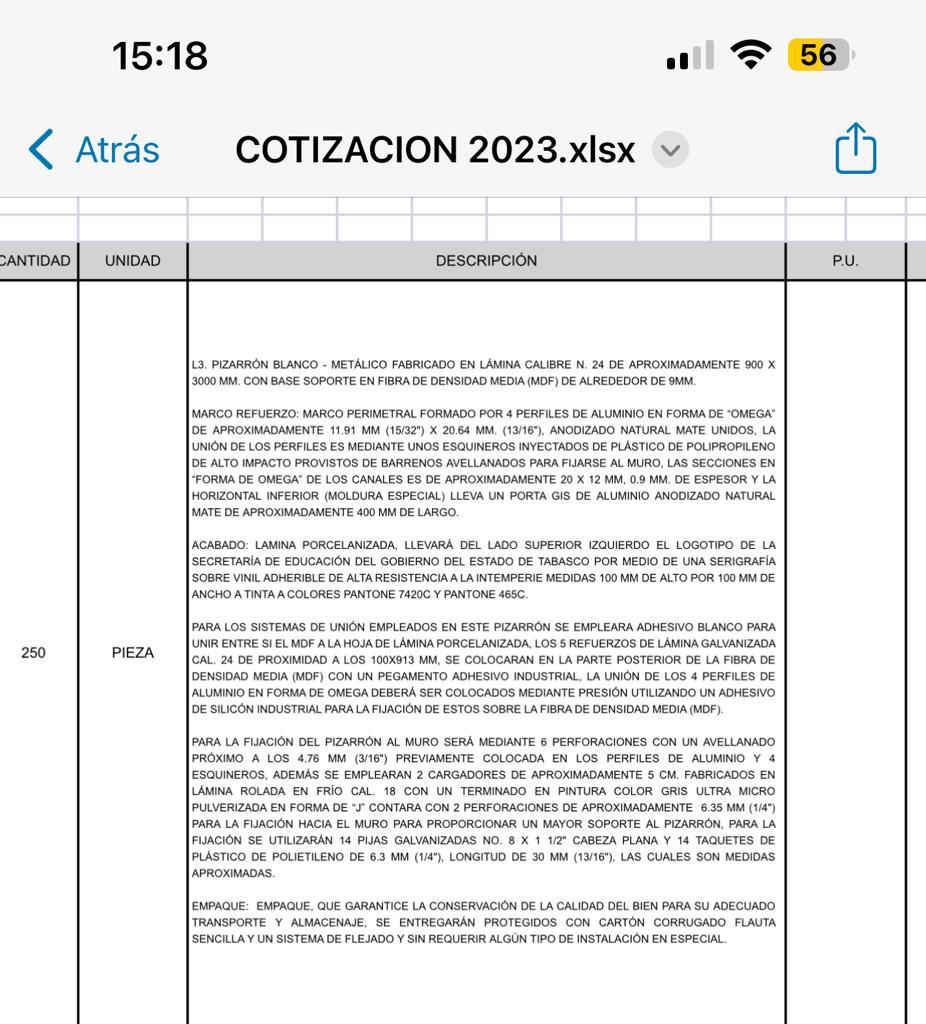 15:18
56
Atrás
COTIZACION 2023.xlsx
CANTIDAD UNIDAD DESCRIPCIÓN P.U.
L3. PIZARRÓN BLANCO - METÁLICO FABRICADO EN LÁMINA CALIBRE N. 24 DE APROXIMADAMENTE 900 X
3000 MM. CON BASE SOPORTE EN FIBRA DE DENSIDAD MEDIA (MDF) DE ALREDEDOR DE 9MM.
MARCO REFUERZO: MARCO PERIMETRAL FORMADO POR 4 PERFILES DE ALUMINIO EN FORMA DE "OMEGA"
DE APROXIMADAMENTE 11.91 MM (15/32") X 20.64 MM. (13/16"), ANODIZADO NATURAL MATE UNIDOS, LA
UNIÓN DE LOS PERFILES ES MEDIANTE UNOS ESQUINEROS INYECTADOS DE PLÁSTICO DE POLIPROPILENO
DE ALTO IMPACTO PROVISTOS DE BARRENOS AVELLANADOS PARA FIJARSE AL MURO, LAS SECCIONES EN
"FORMA DE OMEGA" DE LOS CANALES ES DE APROXIMADAMENTE 20 X 12 MM, 0.9 MM. DE ESPESOR Y LA
HORIZONTAL INFERIOR (MOLDURA ESPECIAL) LLEVA UN PORTA GIS DE ALUMINIO ANODIZADO NATURAL
MATE DE APROXIMADAMENTE 400 MM DE LARGO.
ACABADO: LAMINA PORCELANIZADA, LLEVARÁ DEL LADO SUPERIOR IZQUIERDO EL LOGOTIPO DE LA
SECRETARÍA DE EDUCACIÓN DEL GOBIERNO DEL ESTADO DE TABASCO POR MEDIO DE UNA SERIGRAFÍA
SOBRE VINIL ADHERIBLE DE ALTA RESISTENCIA A LA INTEMPERIE MEDIDAS 100 MM DE ALTO POR 100 MM DE
ANCHO A TINTA A COLORES PANTONE 7420C Y PANTONE 465C.
PARA LOS SISTEMAS DE UNIÓN EMPLEADOS EN ESTE PIZARRÓN SE EMPLEARA ADHESIVO BLANCO PARA
UNIR ENTRE SI EL MDF A LA HOJA DE LÁMINA PORCELANIZADA, LOS 5 REFUERZOS DE LÁMINA GALVANIZADA
250 PIEZA
CAL. 24 DE PROXIMIDAD A LOS 100X913 MM, SE COLOCARAN EN LA PARTE POSTERIOR DE LA FIBRA DE
DENSIDAD MEDIA (MDF) CON UN PEGAMENTO ADHESIVO INDUSTRIAL, LA UNIÓN DE LOS 4 PERFILES DE
ALUMINIO EN FORMA DE OMEGA DEBERÁ SER COLOCADOS MEDIANTE PRESIÓN UTILIZANDO UN ADHESIVO
DE SILICÓN INDUSTRIAL PARA LA FIJACIÓN DE ESTOS SOBRE LA FIBRA DE DENSIDAD MEDIA (MDF).
PARA LA FIJACIÓN DEL PIZARRÓN AL MURO SERÁ MEDIANTE 6 PERFORACIONES CON UN AVELLANADO
PRÓXIMO A LOS 4.76 MM (3/16") PREVIAMENTE COLOCADA EN LOS PERFILES DE ALUMINIO Y 4
ESQUINEROS, ADEMÁS SE EMPLEARAN 2 CARGADORES DE APROXIMADAMENTE 5 CM. FABRICADOS EN
LÁMINA ROLADA EN FRÍO CAL. 18 CON UN TERMINADO EN PINTURA COLOR GRIS ULTRA MICRO
PULVERIZADA EN FORMA DE "J" CONTARA CON 2 PERFORACIONES DE APROXIMADAMENTE 6.35 MM (1/4")
PARA LA FIJACIÓN HACIA EL MURO PARA PROPORCIONAR UN MAYOR SOPORTE AL PIZARRÓN, PARA LA
FIJACIÓN SE UTILIZARÁN 14 PIJAS GALVANIZADAS NO. 8 X 1 1/2" CABEZA PLANA Y 14 TAQUETES DE
PLÁSTICO DE POLIETILENO DE 6.3 MM (1/4"), LONGITUD DE 30 MM (13/16"), LAS CUALES SON MEDIDAS
APROXIMADAS.
EMPAQUE: EMPAQUE, QUE GARANTICE LA CONSERVACIÓN DE LA CALIDAD DEL BIEN PARA SU ADECUADO
TRANSPORTE Y ALMACENAJE, SE ENTREGARÁN PROTEGIDOS CON CARTÓN CORRUGADO FLAUTA
SENCILLA Y UN SISTEMA DE FLEJADO Y SIN REQUERIR ALGÚN TIPO DE INSTALACIÓN EN ESPECIAL.